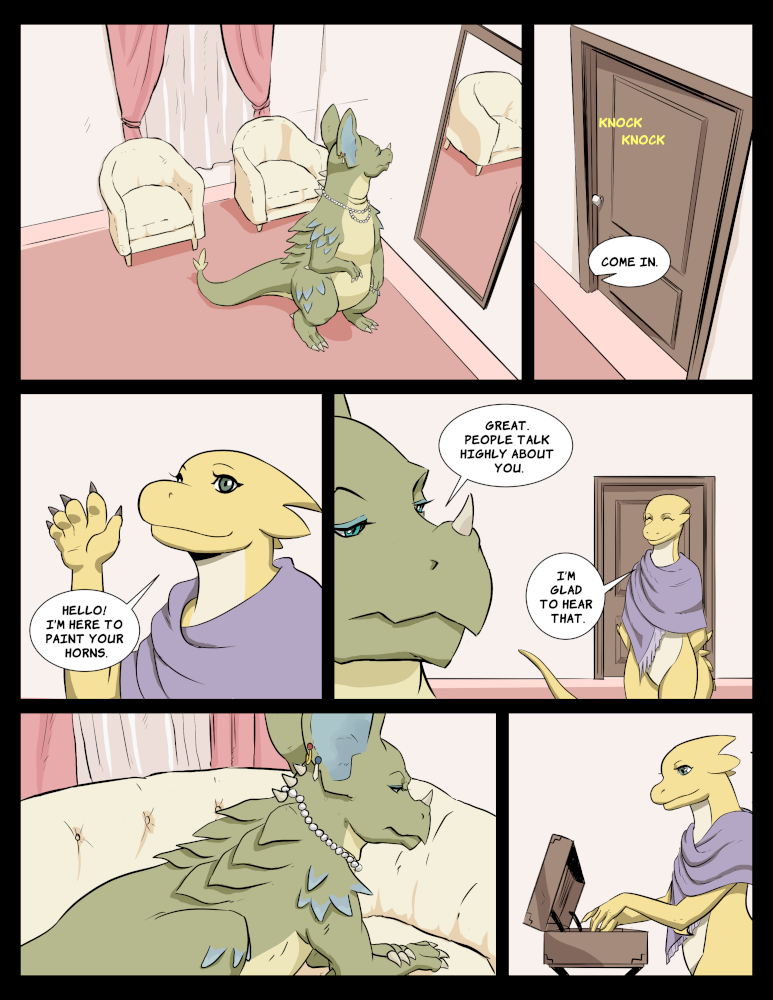 KNOCK
KNOCK
COME IN.
HELLO!
I'M HERE TO
PAINT YOUR
HORNS.
GREAT.
PEOPLE TALK
HIGHLY ABOUT
YOU.
I'M
GLAD
TO HEAR
THAT.